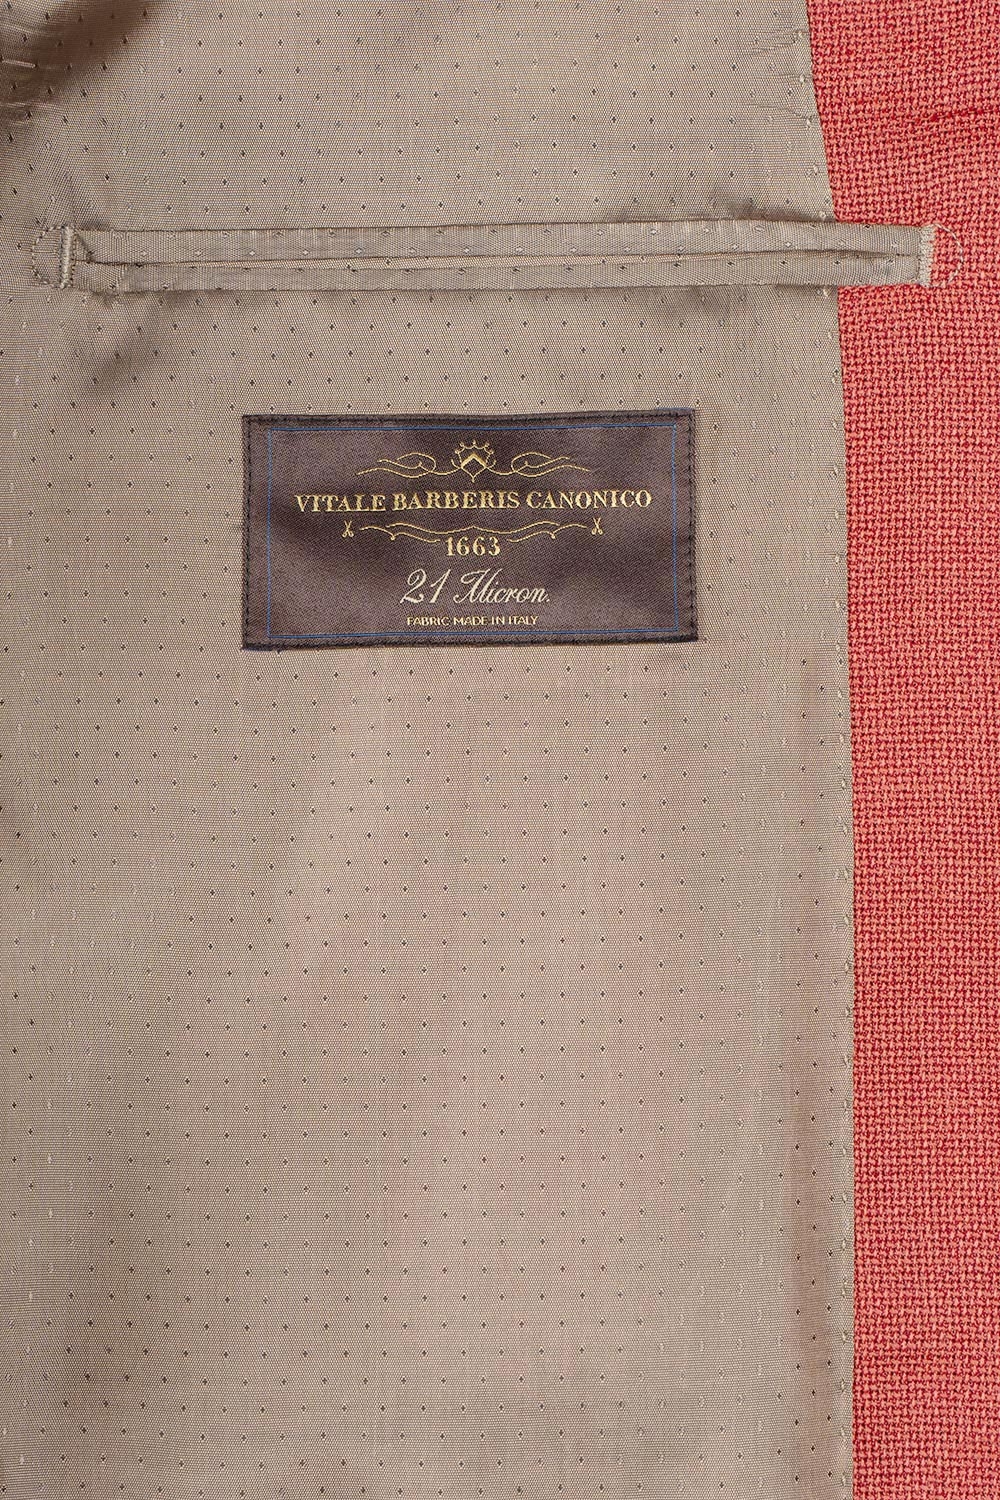 VITALE BARBERIS CANONICO
1663
21 Micron.
FABRIC MADE IN ITALY